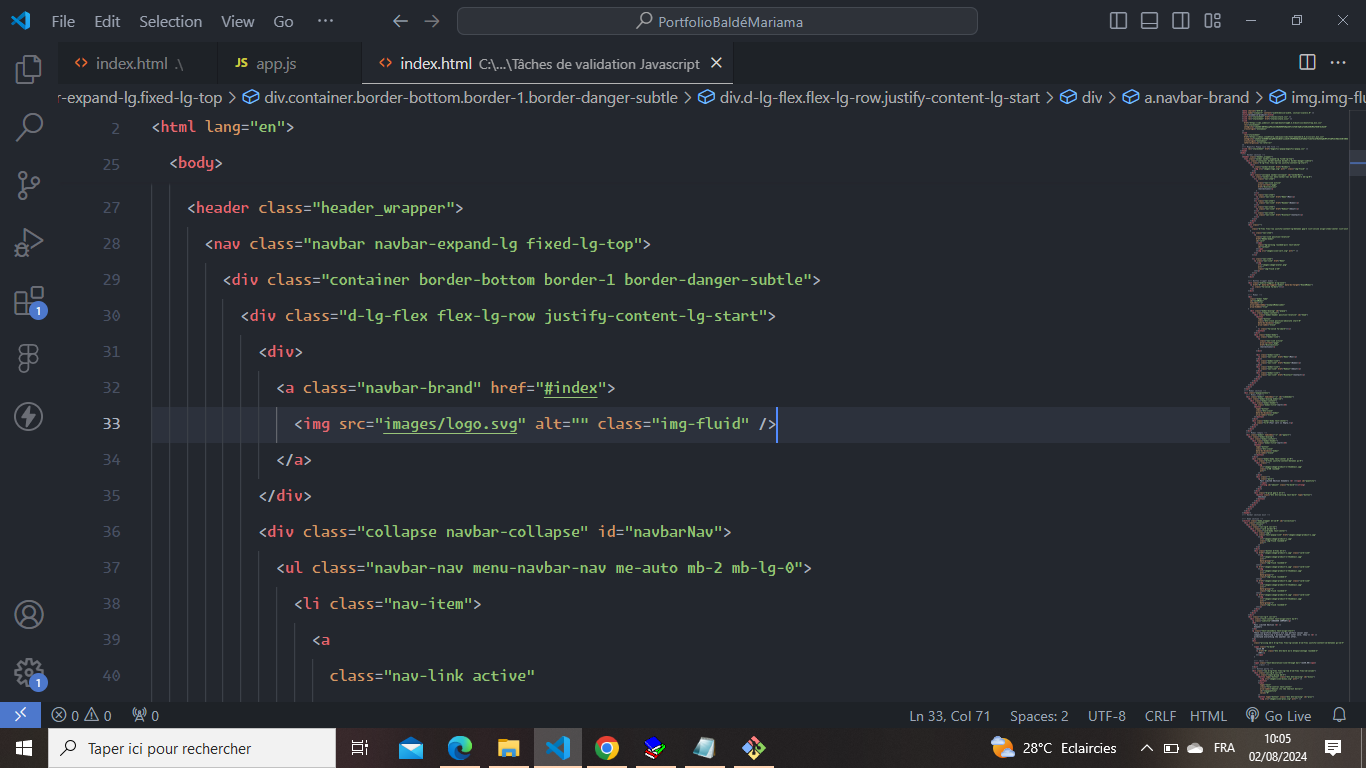 File Edit Selection View Go ··· PortfolioBaldéMariama
index.html .\ JS app.js index.html C:\...\Tâches de validation Javascript
r-expand-lg.fixed-lg-top > div.container.border-bottom.border-1.border-danger-subtle > div.d-lg-flex.flex-lg-row.justify-content-lg-start > div > a.navbar-brand > img.img-flu
2 <html lang="en">
25 <body>
27 <header class="header_wrapper">
28 <nav class="navbar navbar-expand-lg fixed-lg-top">
29 <div class="container border-bottom border-1 border-danger-subtle">
30 <div class="d-lg-flex flex-lg-row justify-content-lg-start">
31 <div>
32 <a class="navbar-brand" href="#index">
33 <img src="images/logo.svg" alt="" class="img-fluid" />
34 </a>
35 </div>
36 <div class="collapse navbar-collapse" id="navbarNav">
37 <ul class="navbar-nav menu-navbar-nav me-auto mb-2 mb-lg-0">
38 <li class="nav-item">
39 <a
40 class="nav-link active"
1
1
0 0 0 Ln 33, Col 71 Spaces: 2 UTF-8 CRLF HTML Go Live
Taper ici pour rechercher 28°C Eclaircies FRA 10:05
02/08/2024